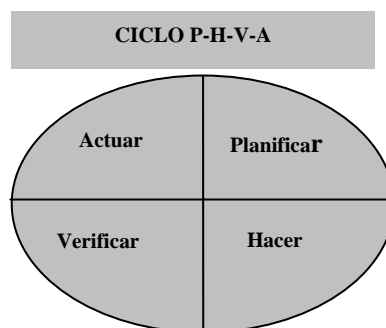 CICLO P-H-V-A
Actuar
Planificar
Verificar
Hacer